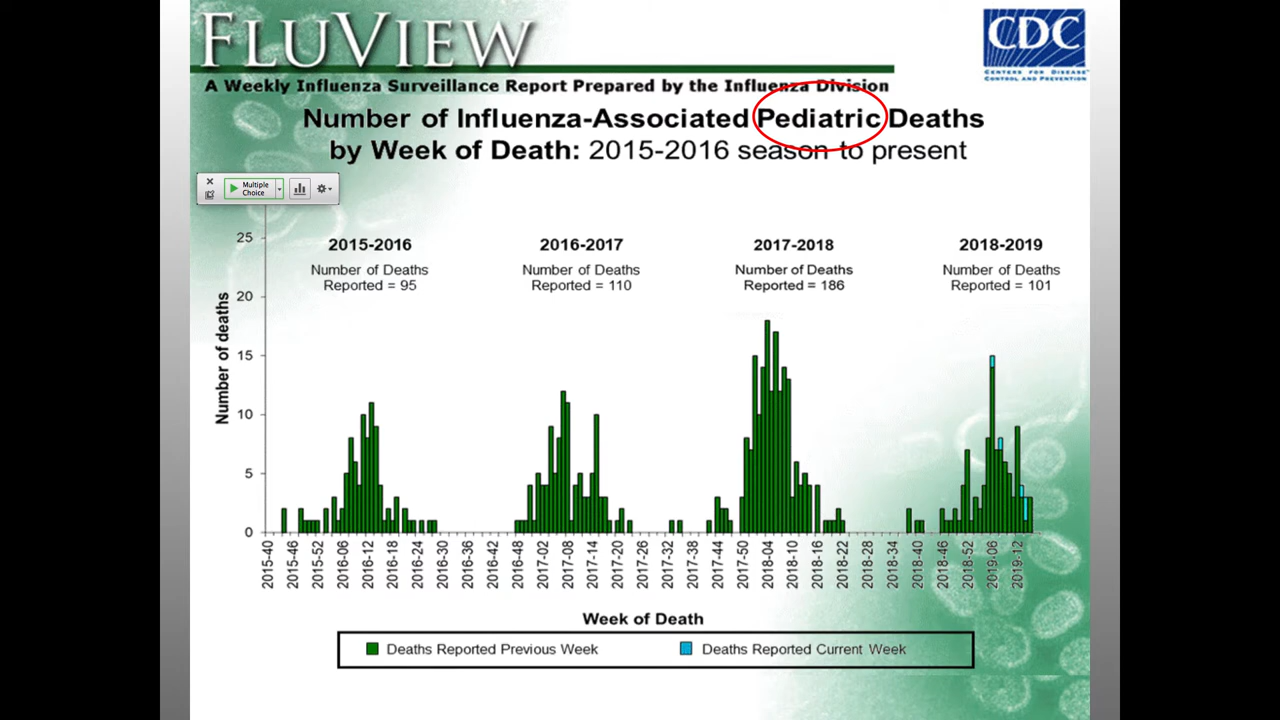 FLUVIEW
CDC
CENTERS FOR DISEASE
CONTROL AND PREVENTION
A Weekly Influenza Surveillance Report Prepared by the Influenza Division
Number of Influenza-Associated Pediatric Deaths
by Week of Death: 2015-2016 season to present
Multiple
Choice
2015-2016
Number of Deaths
Reported = 95
2016-2017
Number of Deaths
Reported = 110
2017-2018
Number of Deaths
Reported = 186
2018-2019
Number of Deaths
Reported = 101
Number of deaths
25
20
15
10
5
0
2015-40
2015-46
2015-52
2016-06
2016-12
2016-18
2016-24
2016-30
2016-36
2016-42
2016-48
2017-02
2017-08
2017-14
2017-20
2017-26
2017-32
2017-38
2017-44
2017-50
2018-04
2018-10
2018-16
2018-22
2018-28
2018-34
2018-40
2018-46
2018-52
2019-06
2019-12
Week of Death
Deaths Reported Previous Week
Deaths Reported Current Week